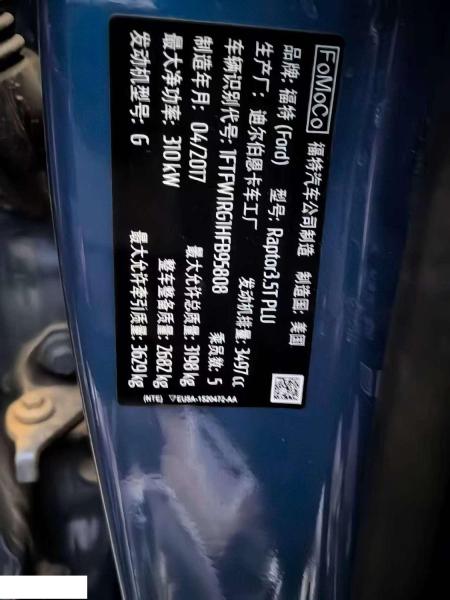 FoMoCo 福特汽车公司制造 制造国: 美国
品牌: 福特 (Ford) 型号: Raptor3.5T PLU
生产厂: 迪尔伯恩卡车工厂 发动机排量: 3497 cc
车辆识别代号: 1FTFW1RG1HFB95808 乘员数: 5
制造年月: 04/2017 最大允许总质量: 3198 kg
最大净功率: 310 kW 整车整备质量: 2682 kg
发动机型号: G 最大允许牵引质量: 3629 kg
(NTE) ▽EU5A-1520472-AA